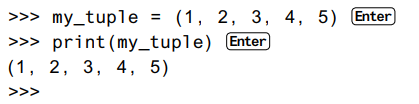 >>> my_tuple = (1, 2, 3, 4, 5) Enter
>>> print(my_tuple) Enter
(1, 2, 3, 4, 5)
>>>